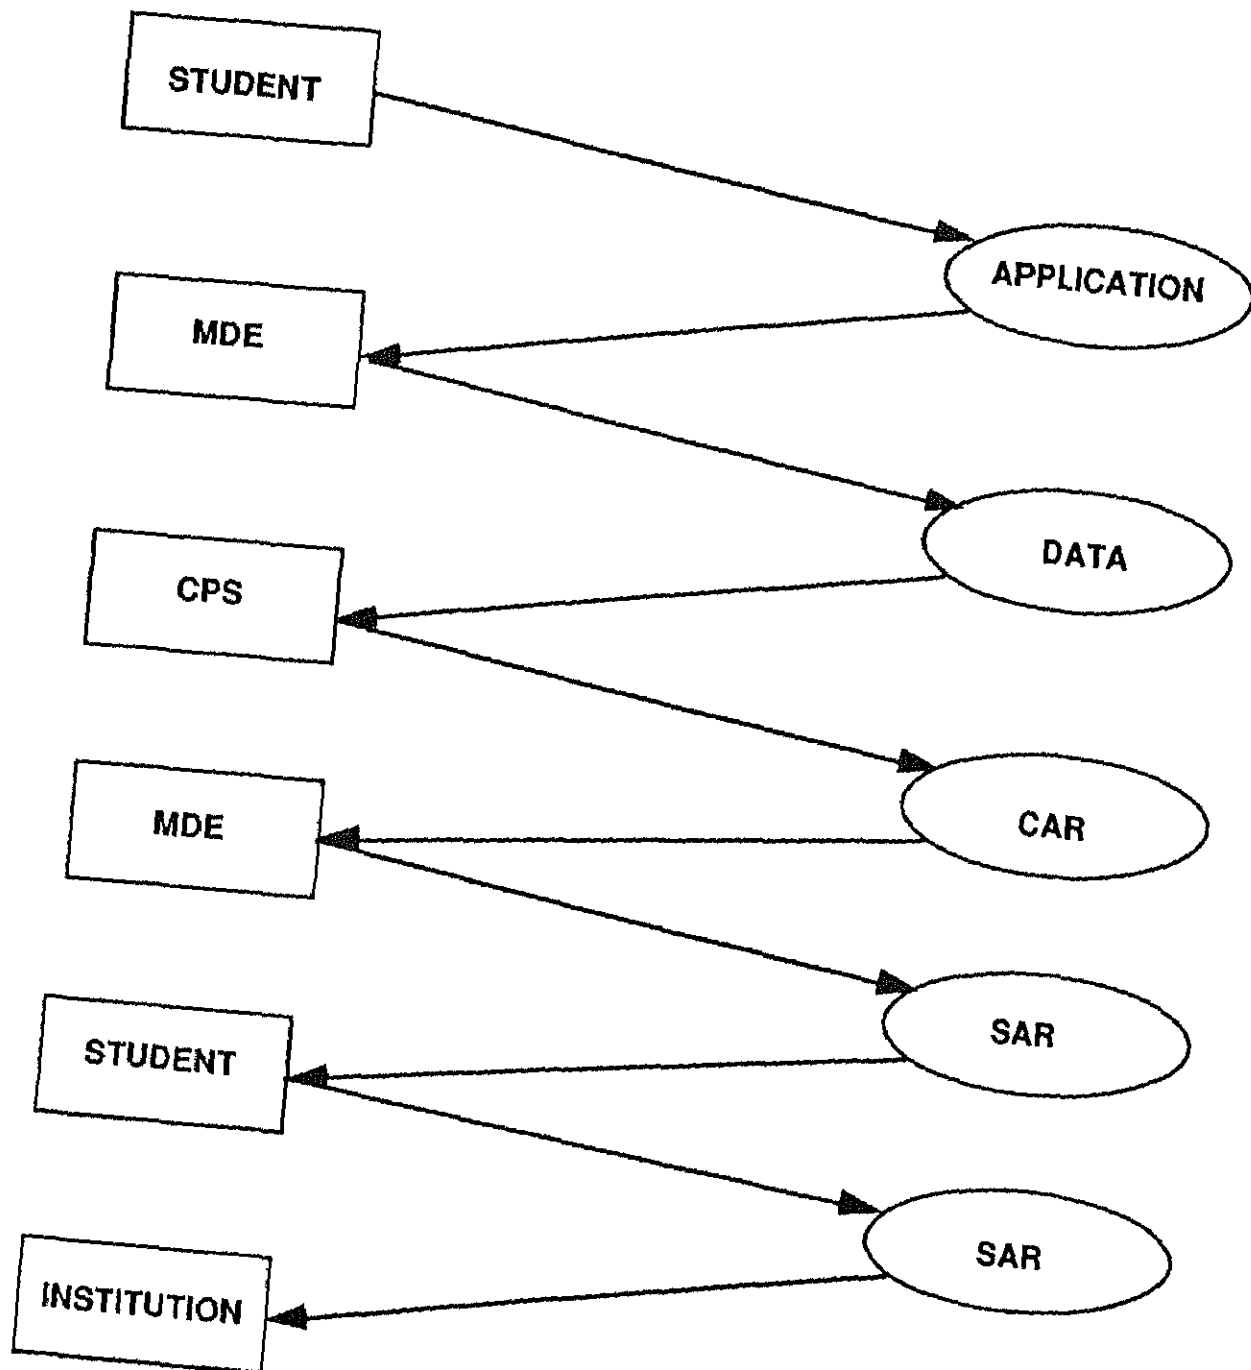 STUDENT
APPLICATION
MDE
DATA
CPS
CAR
MDE
SAR
STUDENT
SAR
INSTITUTION